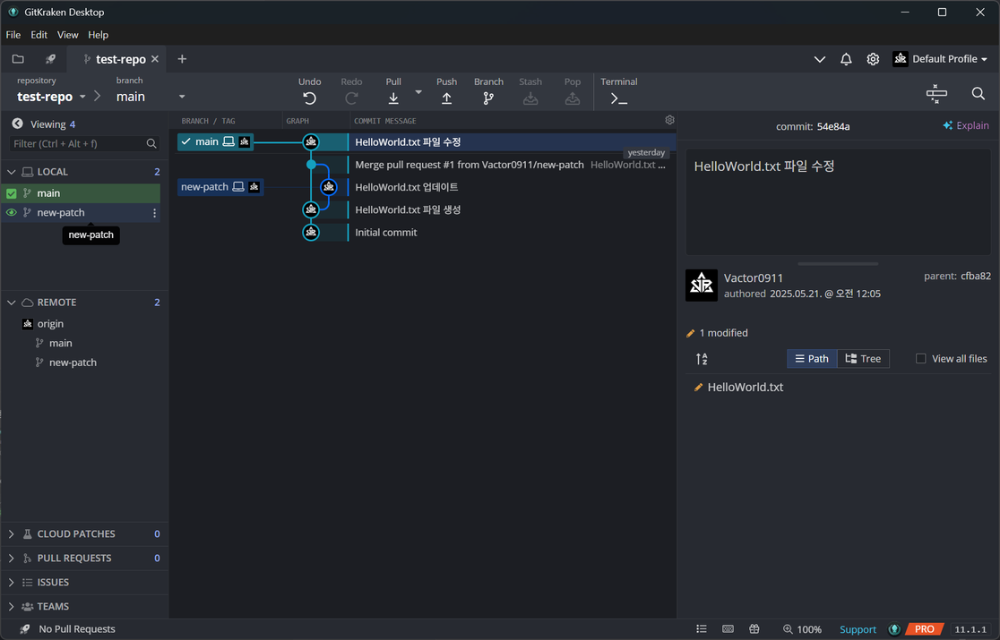 GitKraken Desktop
File Edit View Help
test-repo
Default Profile
repository
test-repo
branch
main
Undo
Redo
Pull
Push
Branch
Stash
Pop
Terminal
Viewing 4
Filter (Ctrl + Alt + f)
LOCAL 2
main
new-patch
new-patch
REMOTE 2
origin
main
new-patch
CLOUD PATCHES 0
PULL REQUESTS 0
ISSUES
TEAMS
BRANCH / TAG GRAPH COMMIT MESSAGE
main HelloWorld.txt 파일 수정
yesterday
Merge pull request #1 from Vactor0911/new-patch HelloWorld.txt ...
new-patch HelloWorld.txt 업데이트
HelloWorld.txt 파일 생성
Initial commit
commit: 54e84a
Explain
HelloWorld.txt 파일 수정
Vactor0911
authored 2025.05.21. @ 오전 12:05
parent: cfba82
1 modified
Path Tree View all files
HelloWorld.txt
No Pull Requests
100%
Support
PRO
11.1.1